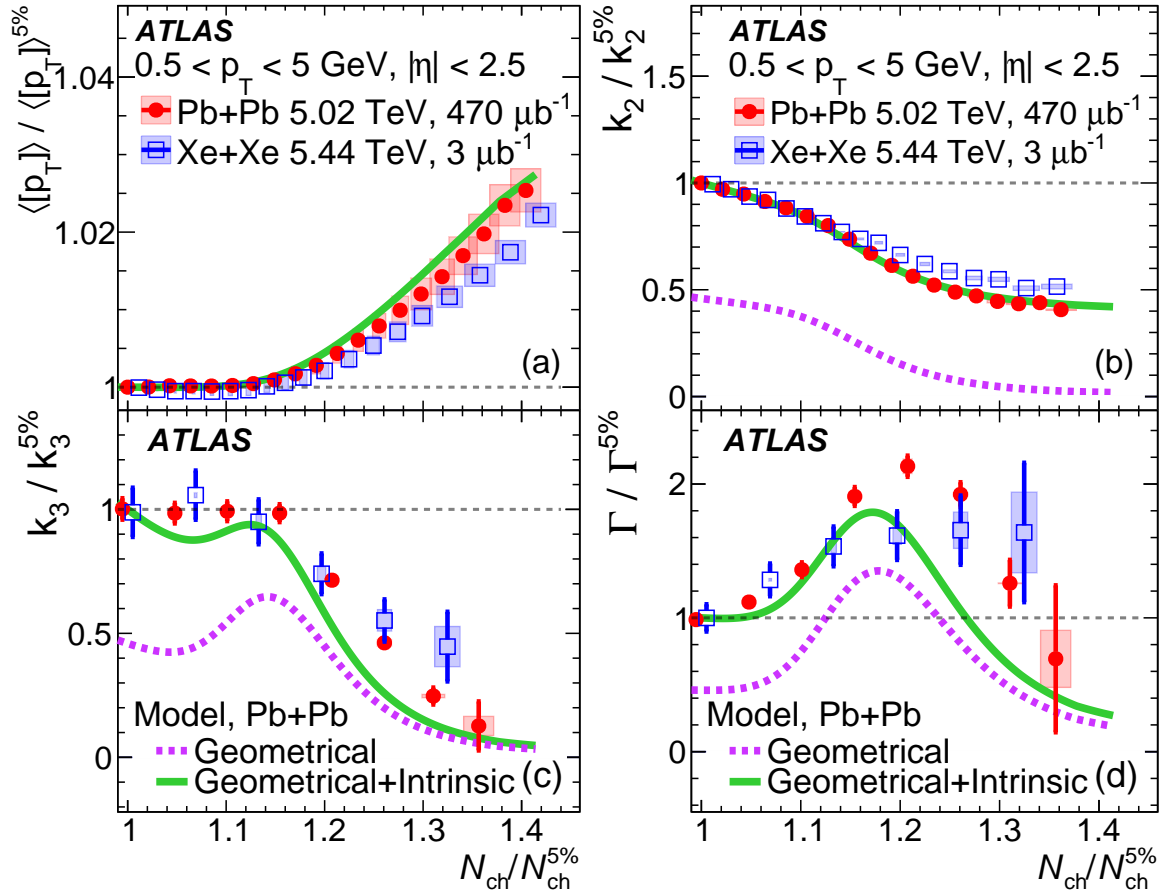 ⟨[p_T]⟩ / ⟨[p_T]⟩^5%
1.04
1.02
1
ATLAS
0.5 < p_T < 5 GeV, |η| < 2.5
Pb+Pb 5.02 TeV, 470 μb^-1
Xe+Xe 5.44 TeV, 3 μb^-1
(a)
k_2 / k_2^5%
1.5
1
0.5
0
ATLAS
0.5 < p_T < 5 GeV, |η| < 2.5
Pb+Pb 5.02 TeV, 470 μb^-1
Xe+Xe 5.44 TeV, 3 μb^-1
(b)
k_3 / k_3^5%
1
0.5
0
ATLAS
Model, Pb+Pb
Geometrical
Geometrical+Intrinsic
(c)
1 1.1 1.2 1.3 1.4
N_ch/N_ch^5%
Γ / Γ^5%
2
1
0
ATLAS
Model, Pb+Pb
Geometrical
Geometrical+Intrinsic
(d)
1 1.1 1.2 1.3 1.4
N_ch/N_ch^5%